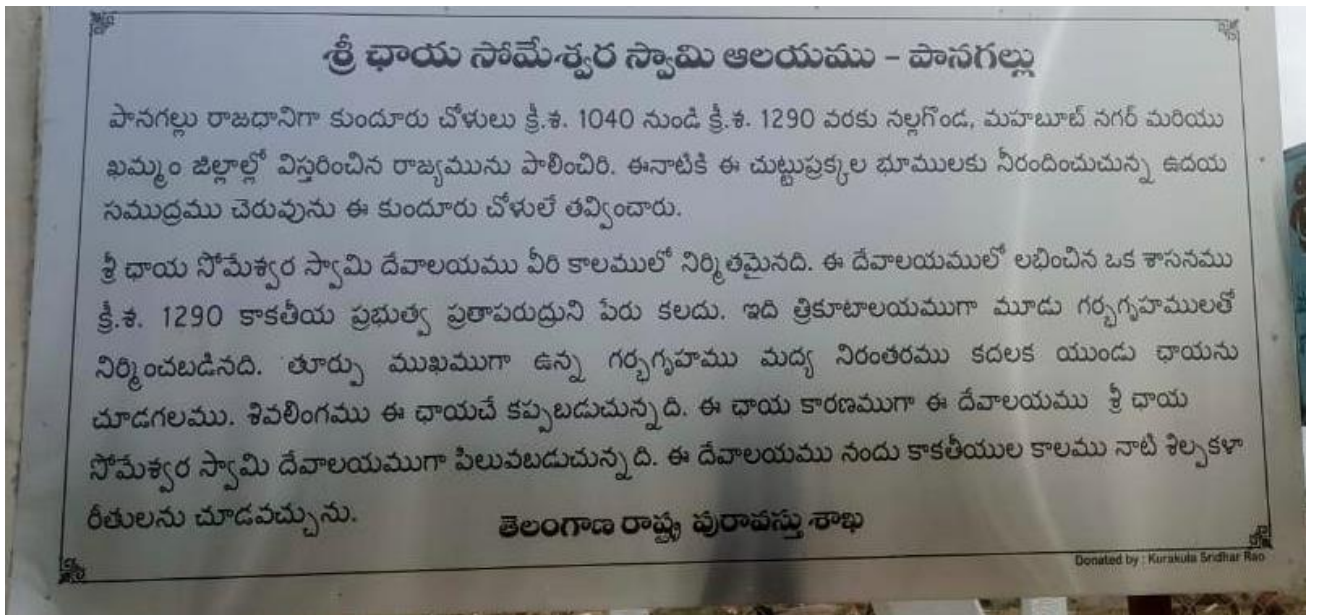 శ్రీ ఛాయ సోమేశ్వర స్వామి ఆలయము - పానగల్లు
పానగల్లు రాజధానిగా కుందూరు చోళులు క్రీ.శ. 1040 నుండి క్రీ.శ. 1290 వరకు నల్లగొండ, మహబూబ్ నగర్ మరియు
ఖమ్మం జిల్లాల్లో విస్తరించిన రాజ్యమును పాలించిరి. ఈనాటికి ఈ చుట్టుప్రక్కల భూములకు నీరందించుచున్న ఉదయ
సముద్రము చెరువును ఈ కుందూరు చోళులే తవ్వించారు.
శ్రీ ఛాయ సోమేశ్వర స్వామి దేవాలయము వీరి కాలములో నిర్మితమైనది. ఈ దేవాలయములో లభించిన ఒక శాసనము
క్రీ.శ. 1290 కాకతీయ ప్రభుత్వ ప్రతాపరుద్రుని పేరు కలదు. ఇది త్రికూటాలయముగా మూడు గర్భగృహములతో
నిర్మించబడినది. తూర్పు ముఖముగా ఉన్న గర్భగృహము మద్య నిరంతరము కదలక యుండు ఛాయను
చూడగలము. శివలింగము ఈ ఛాయచే కప్పబడుచున్నది. ఈ ఛాయ కారణముగా ఈ దేవాలయము శ్రీ ఛాయ
సోమేశ్వర స్వామి దేవాలయముగా పిలువబడుచున్నది. ఈ దేవాలయము నందు కాకతీయుల కాలము నాటి శిల్పకళా
రీతులను చూడవచ్చును.
తెలంగాణ రాష్ట్ర పురావస్తు శాఖ
Donated by : Kurakula Sridhar Rao